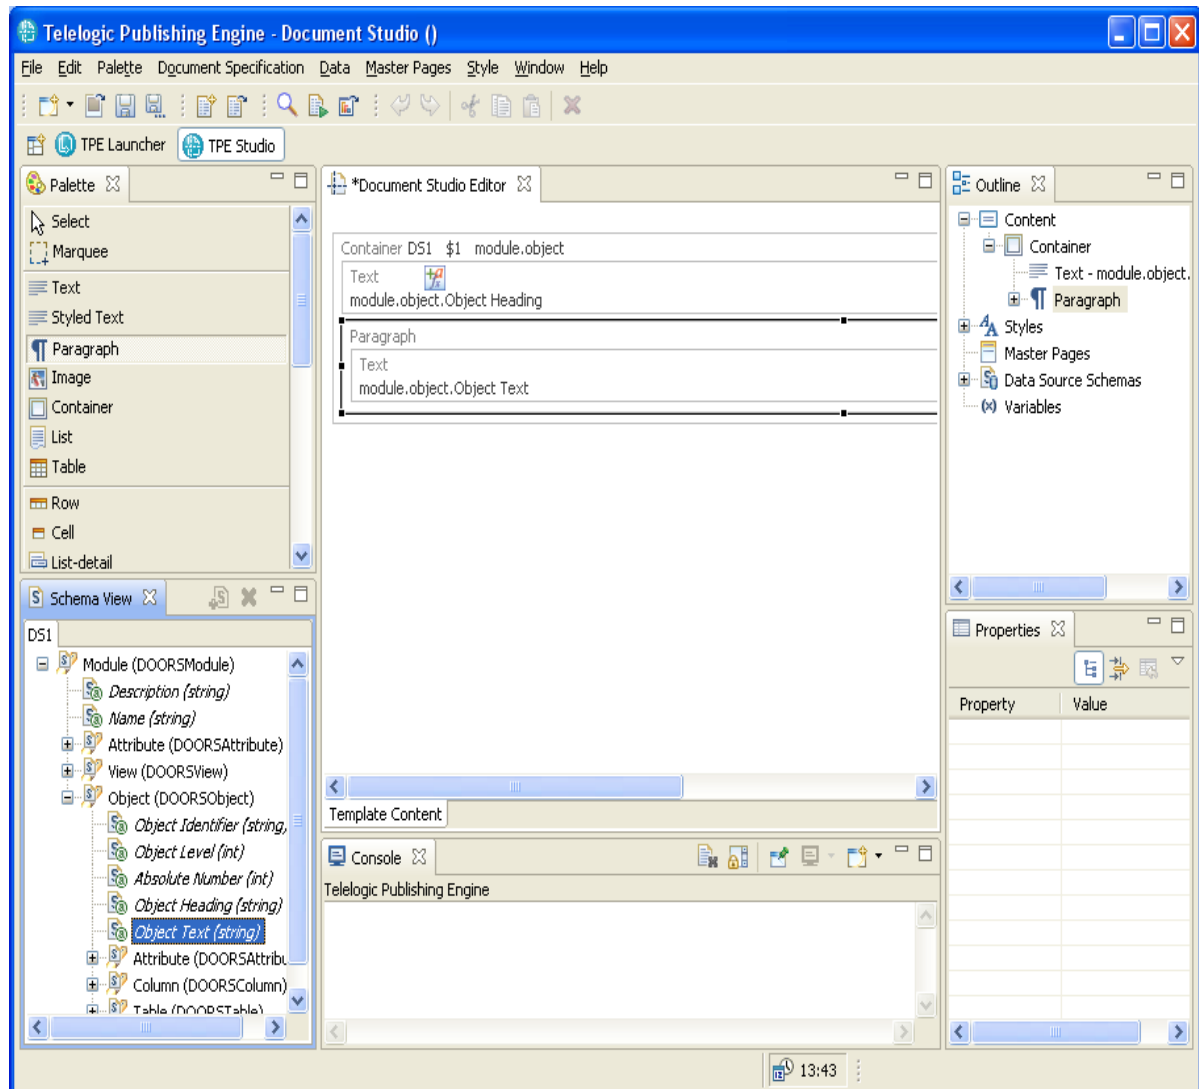 Telelogic Publishing Engine - Document Studio ()
File Edit Palette Document Specification Data Master Pages Style Window Help
TPE Launcher TPE Studio
Palette
Select
Marquee
Text
Styled Text
Paragraph
Image
Container
List
Table
Row
Cell
List-detail
*Document Studio Editor
Container DS1 $1 module.object
Text
module.object.Object Heading
Paragraph
Text
module.object.Object Text
Template Content
Outline
Content
Container
Text - module.object.
Paragraph
Styles
Master Pages
Data Source Schemas
(x) Variables
Schema View
DS1
Module (DOORSModule)
Description (string)
Name (string)
Attribute (DOORSAttribute)
View (DOORSView)
Object (DOORSObject)
Object Identifier (string,
Object Level (int)
Absolute Number (int)
Object Heading (string)
Object Text (string)
Attribute (DOORSAttribu
Column (DOORSColumn)
Table (DOORSTable)
Console
Telelogic Publishing Engine
Properties
Property Value
13:43